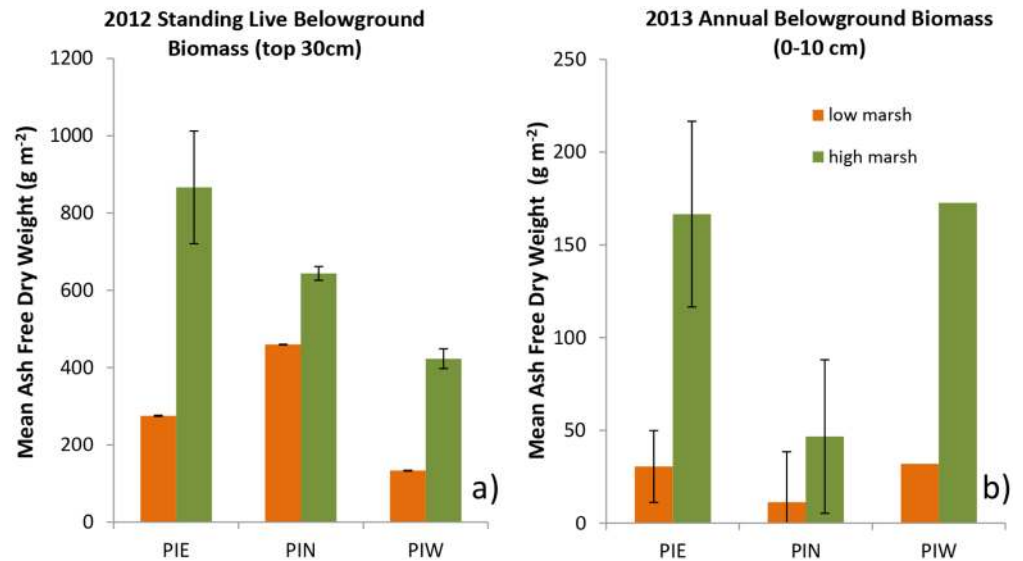 2012 Standing Live Belowground
Biomass (top 30cm)
Mean Ash Free Dry Weight (g m-2)
1200
1000
800
600
400
200
0
PIE
PIN
PIW
a)
2013 Annual Belowground Biomass
(0-10 cm)
Mean Ash Free Dry Weight (g m-2)
250
200
150
100
50
0
low marsh
high marsh
PIE
PIN
PIW
b)